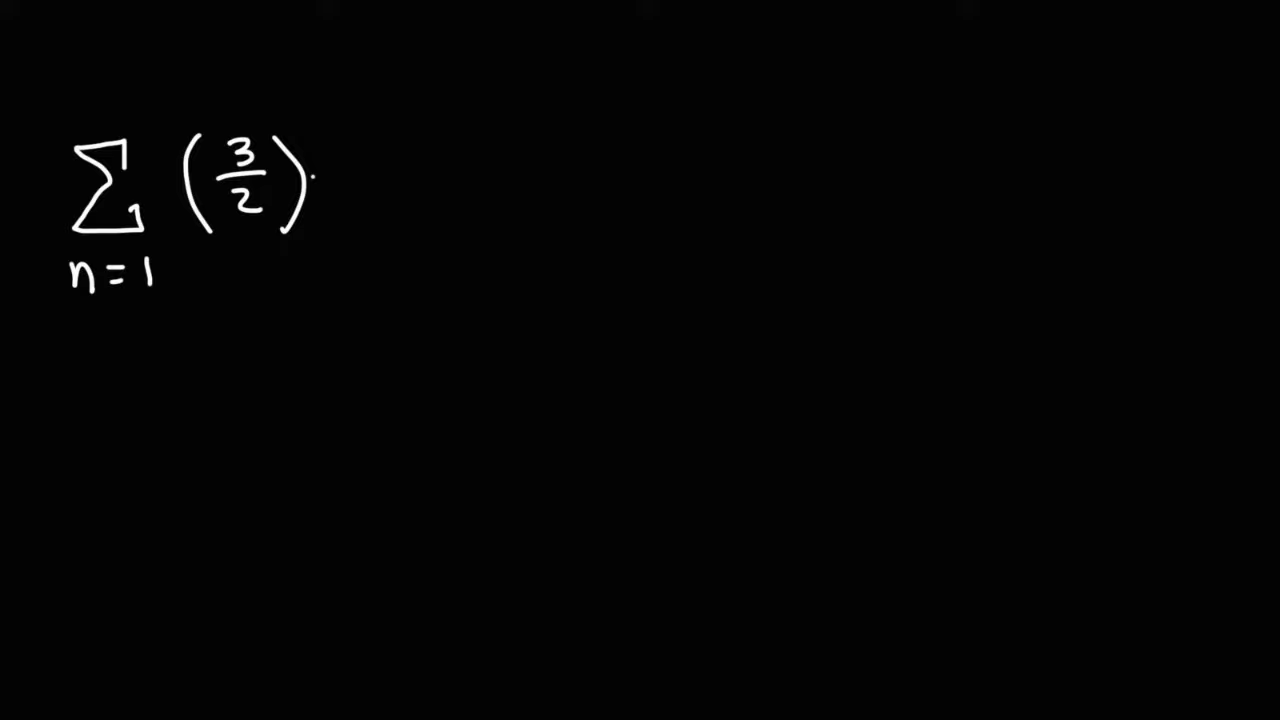 ∑ (3/2)
n=1